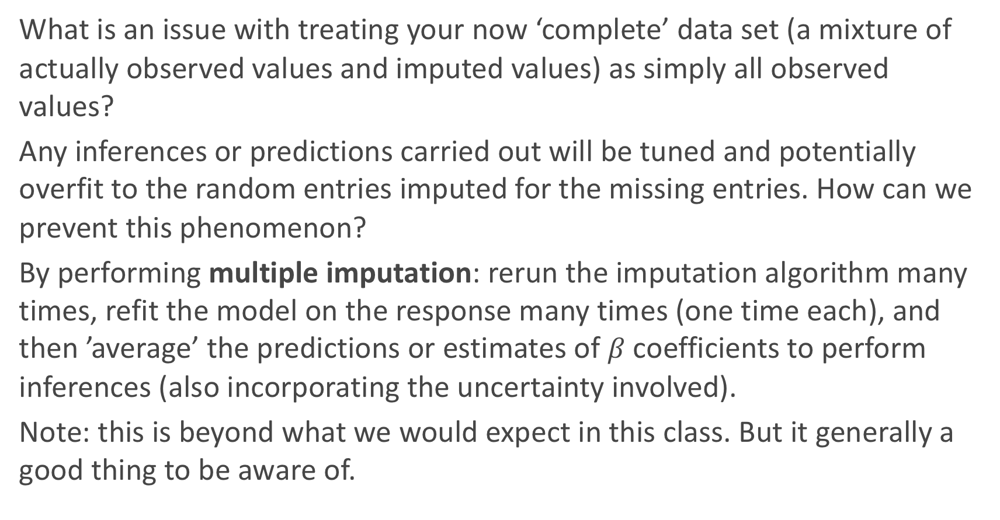 What is an issue with treating your now ‘complete’ data set (a mixture of
actually observed values and imputed values) as simply all observed
values?
Any inferences or predictions carried out will be tuned and potentially
overfit to the random entries imputed for the missing entries. How can we
prevent this phenomenon?
By performing multiple imputation: rerun the imputation algorithm many
times, refit the model on the response many times (one time each), and
then ’average’ the predictions or estimates of β coefficients to perform
inferences (also incorporating the uncertainty involved).
Note: this is beyond what we would expect in this class. But it generally a
good thing to be aware of.